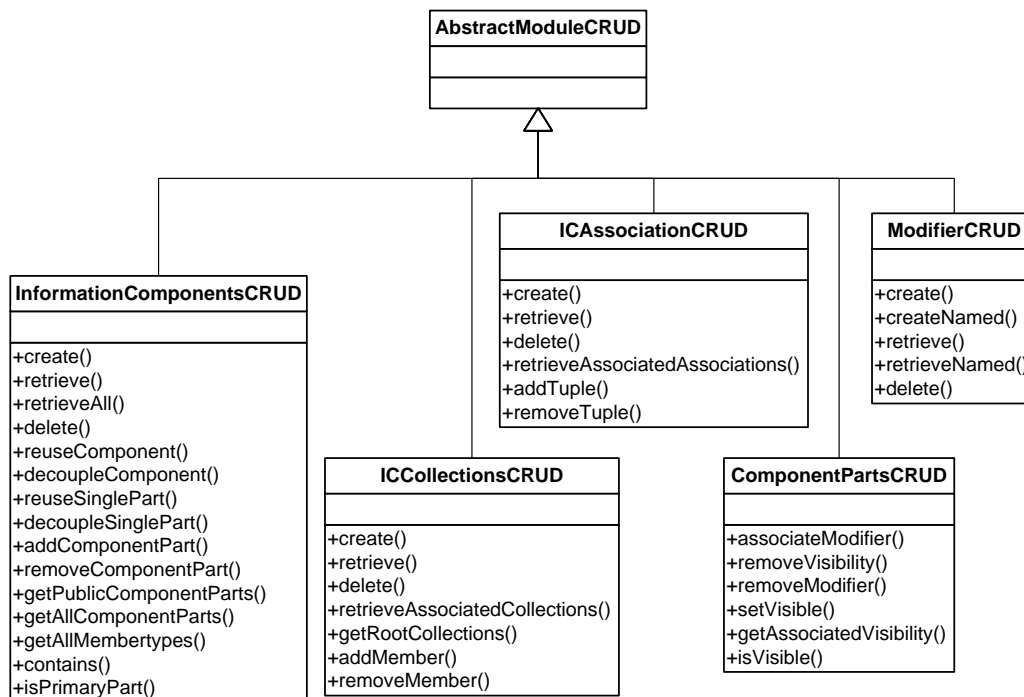 AbstractModuleCRUD
ICAssociationCRUD
+create()
+retrieve()
+delete()
+retrieveAssociatedAssociations()
+addTuple()
+removeTuple()
ModifierCRUD
+create()
+createNamed()
+retrieve()
+retrieveNamed()
+delete()
InformationComponentsCRUD
+create()
+retrieve()
+retrieveAll()
+delete()
+reuseComponent()
+decoupleComponent()
+reuseSinglePart()
+decoupleSinglePart()
+addComponentPart()
+removeComponentPart()
+getPublicComponentParts()
+getAllComponentParts()
+getAllMembertypes()
+contains()
+isPrimaryPart()
ICCollectionsCRUD
+create()
+retrieve()
+delete()
+retrieveAssociatedCollections()
+getRootCollections()
+addMember()
+removeMember()
ComponentPartsCRUD
+associateModifier()
+removeVisibility()
+removeModifier()
+setVisible()
+getAssociatedVisibility()
+isVisible()